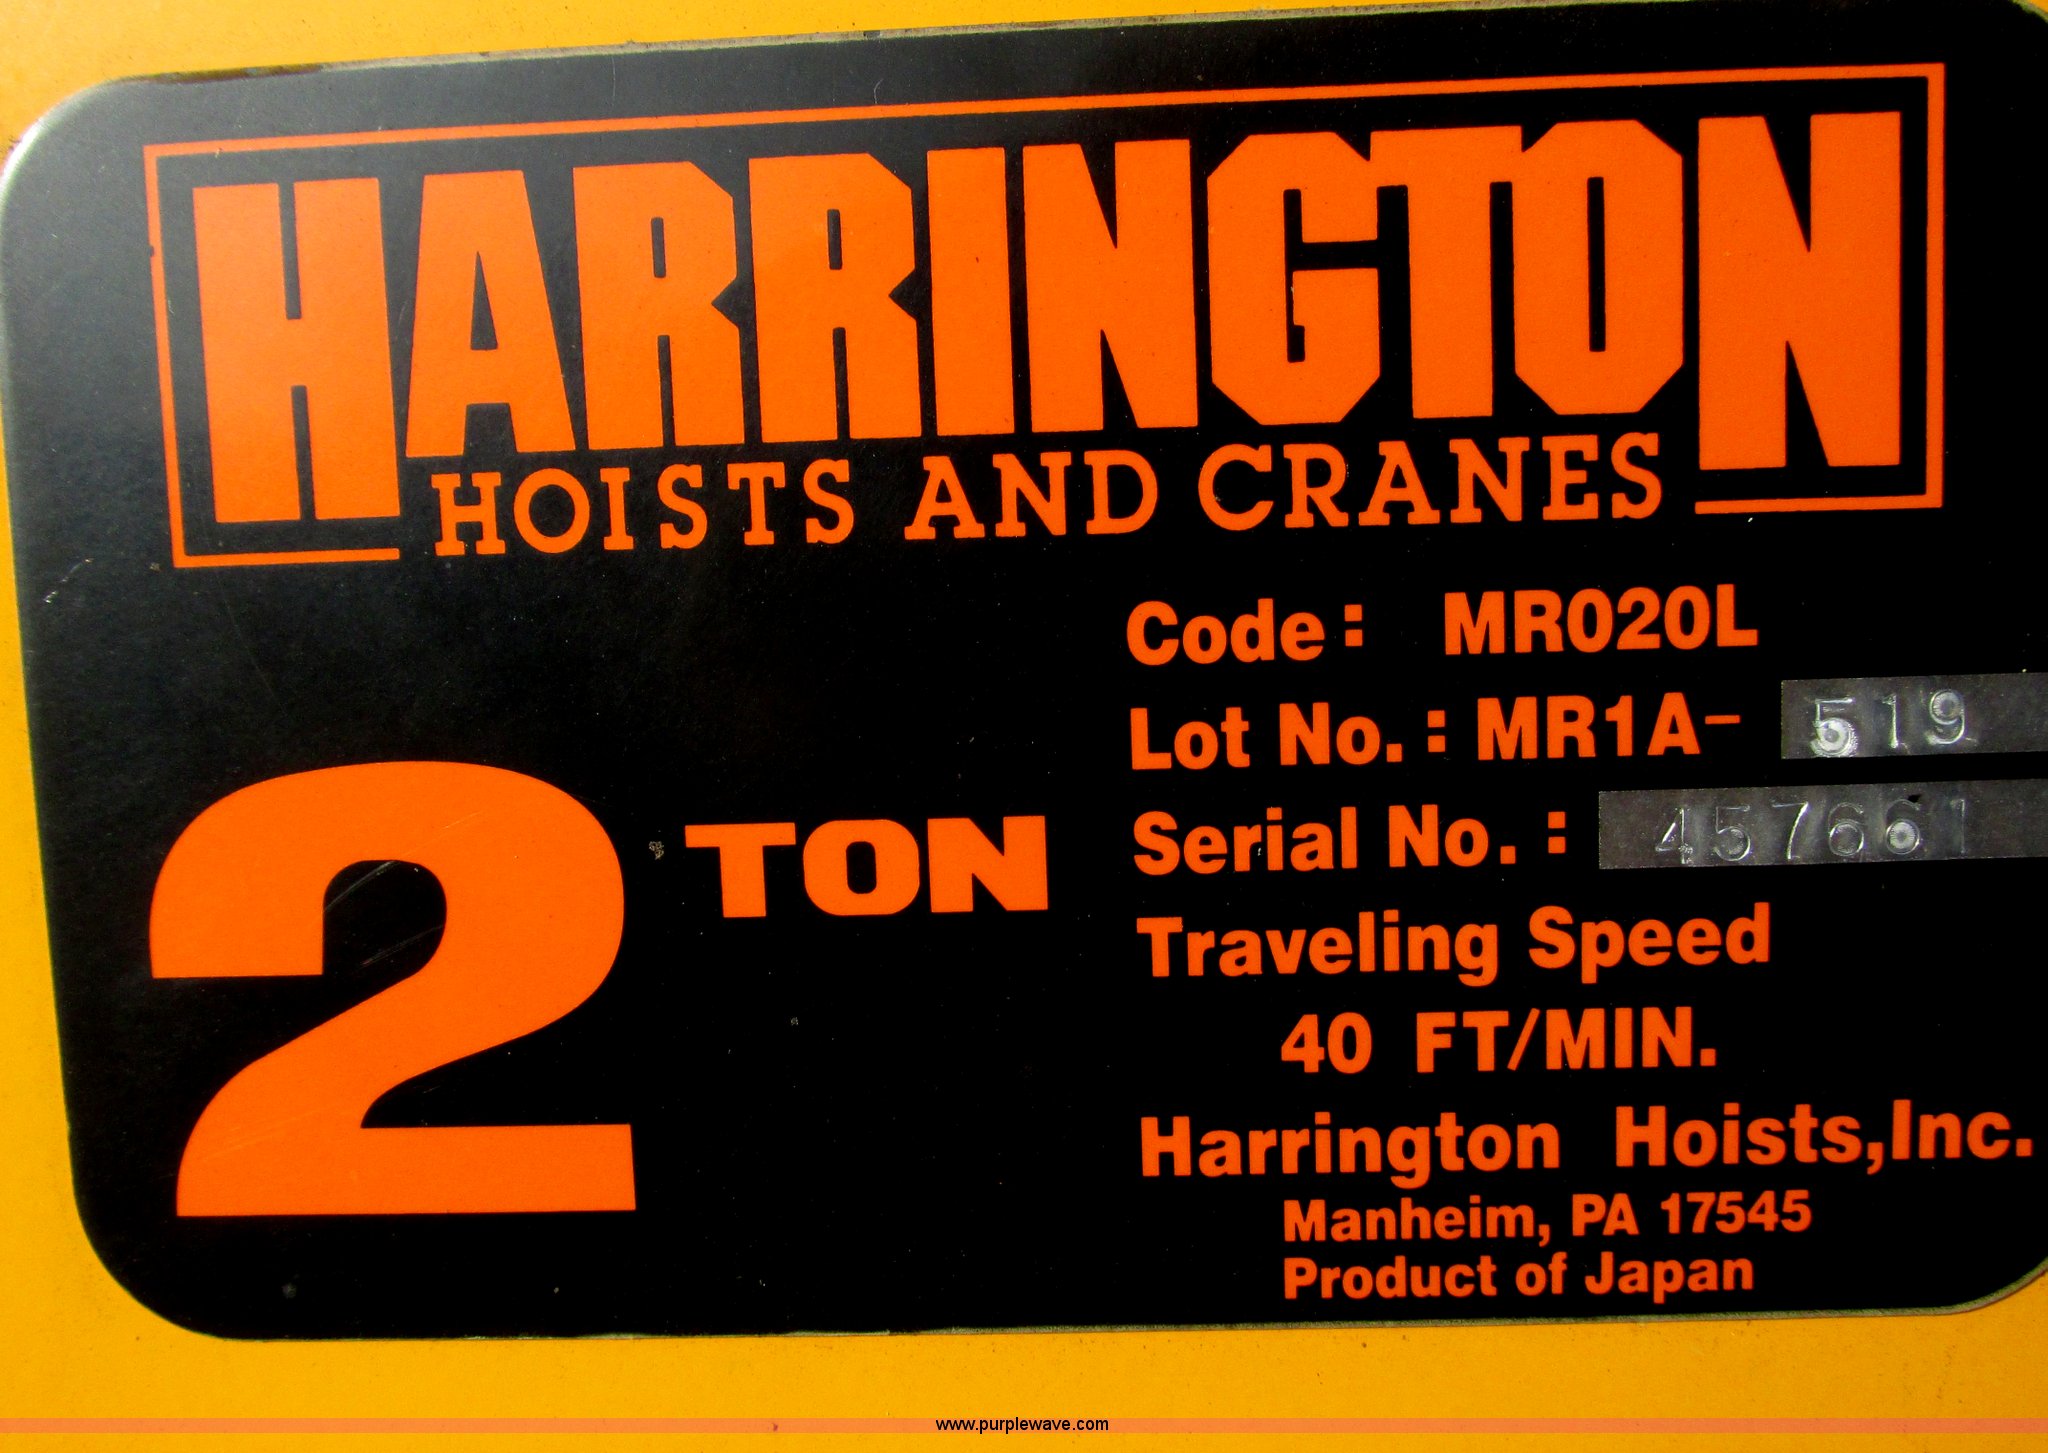 HARRINGTON
HOISTS AND CRANES
2 TON
Code: MR020L
Lot No.: MR1A- 519
Serial No.: 457661
Traveling Speed
40 FT/MIN.
Harrington Hoists,Inc.
Manheim, PA 17545
Product of Japan
www.purplewave.com